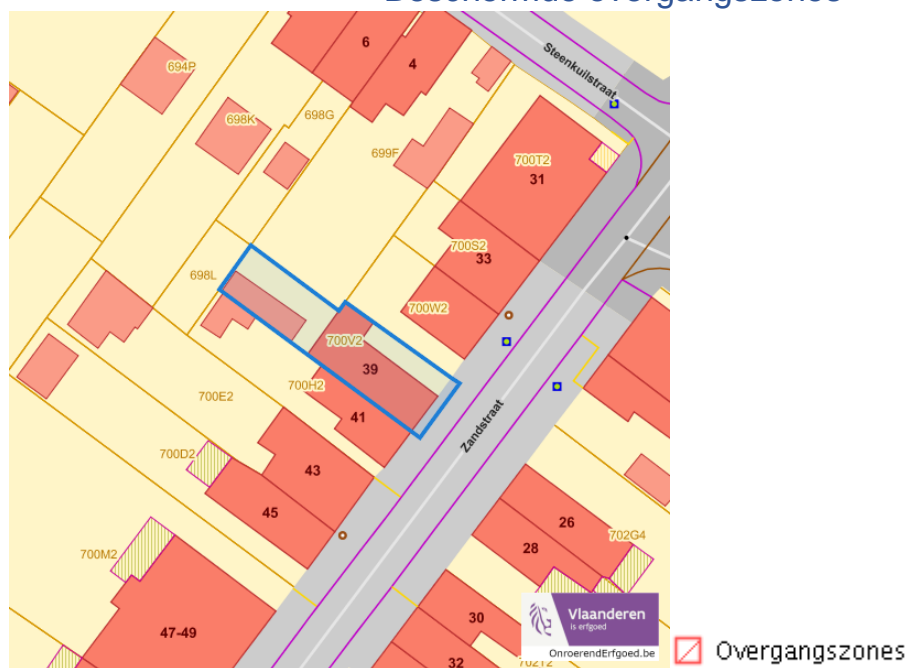 Beschermde overgangszones
6
4
Steenkuilstraat
694P
698K
698G
699F
700T2
31
700S2
33
698L
700W2
700V2
39
700H2
41
700E2
Zandstraat
700D2
43
45
26
28
702G4
700M2
47-49
30
32
702T2
Vlaanderen
is erfgoed
OnroerendErfgoed.be
Overgangszones